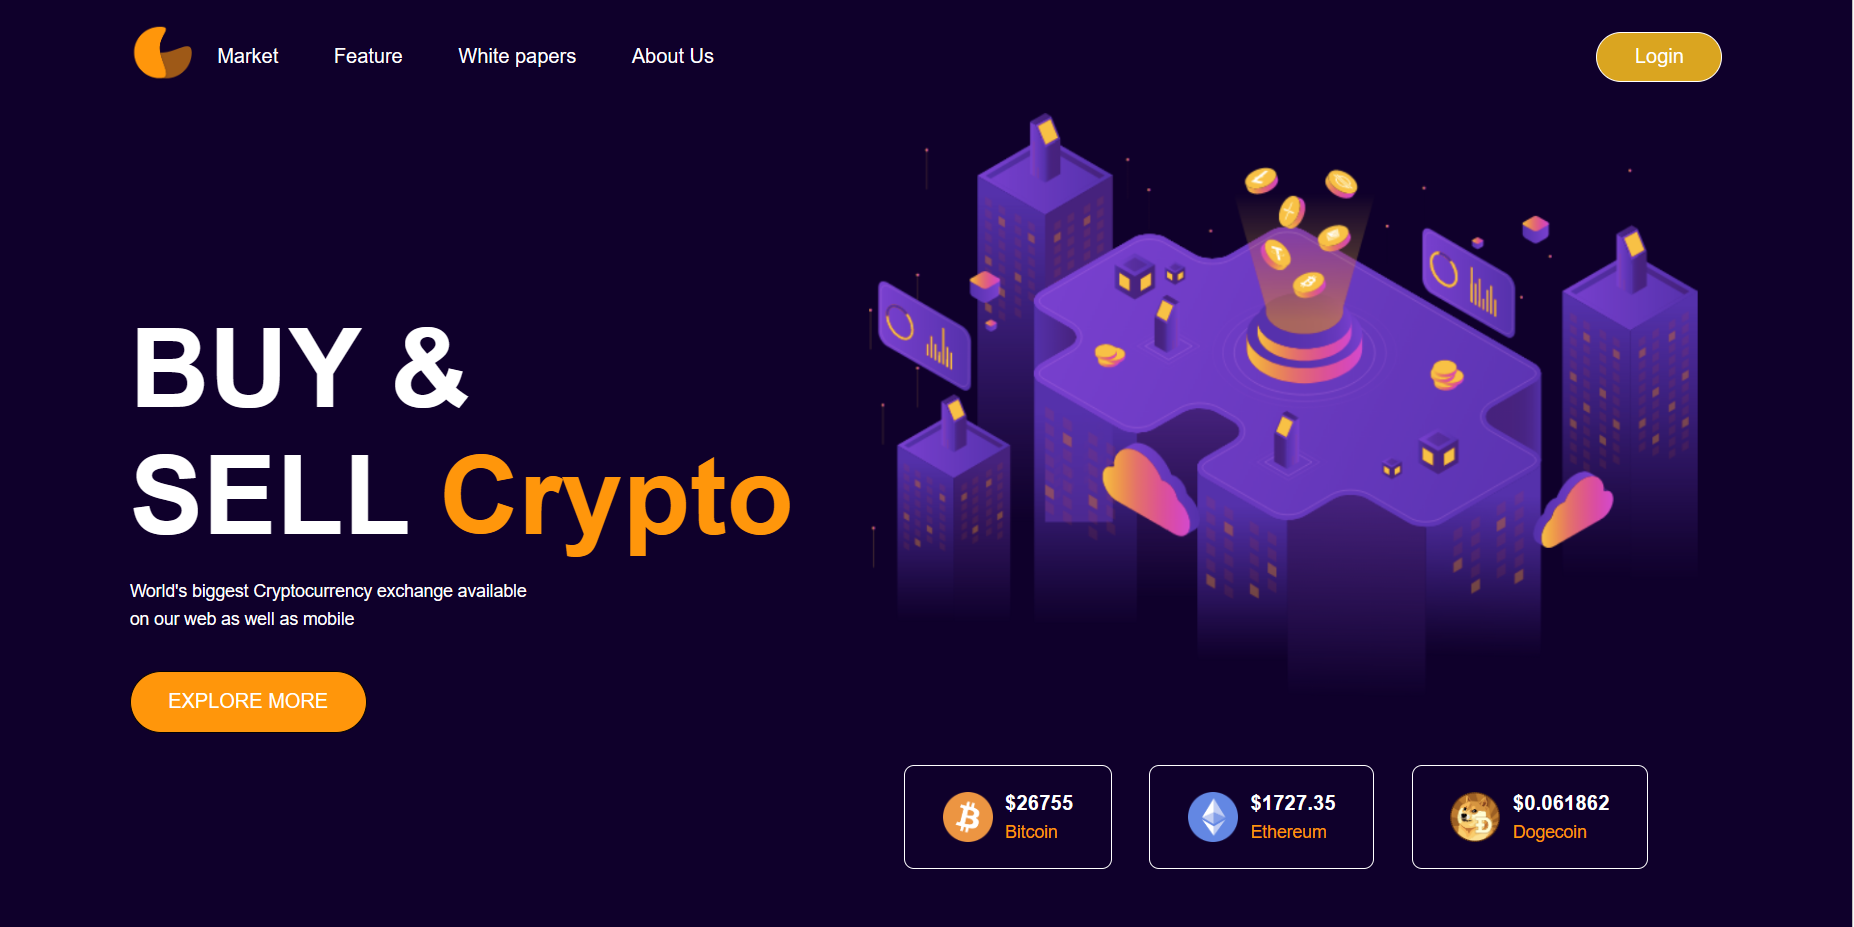 Market
Feature
White papers
About Us
Login
BUY &
SELL Crypto
World's biggest Cryptocurrency exchange available
on our web as well as mobile
EXPLORE MORE
$26755
Bitcoin
$1727.35
Ethereum
$0.061862
Dogecoin